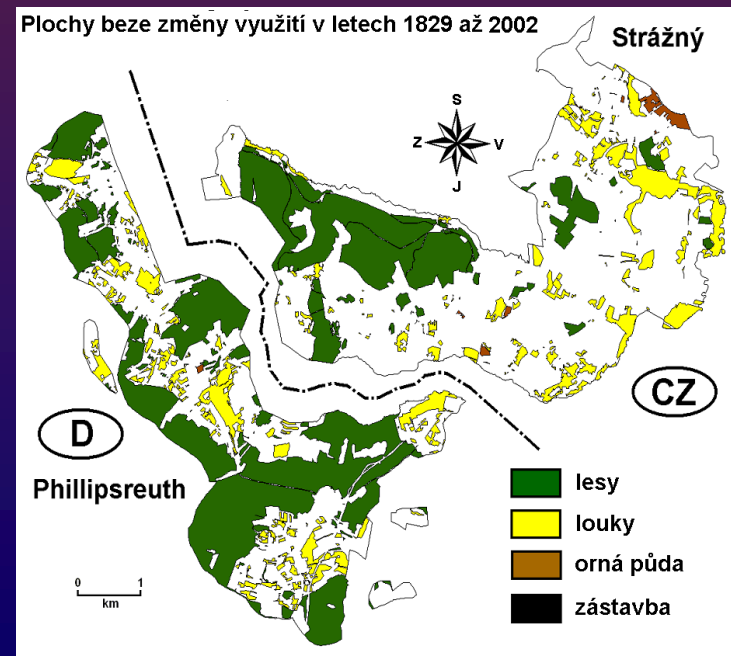 Plochy beze změny využití v letech 1829 až 2002
Strážný
S
Z V
J
CZ
D
Phillipsreuth
lesy
louky
orná půda
zástavba
0 1
km